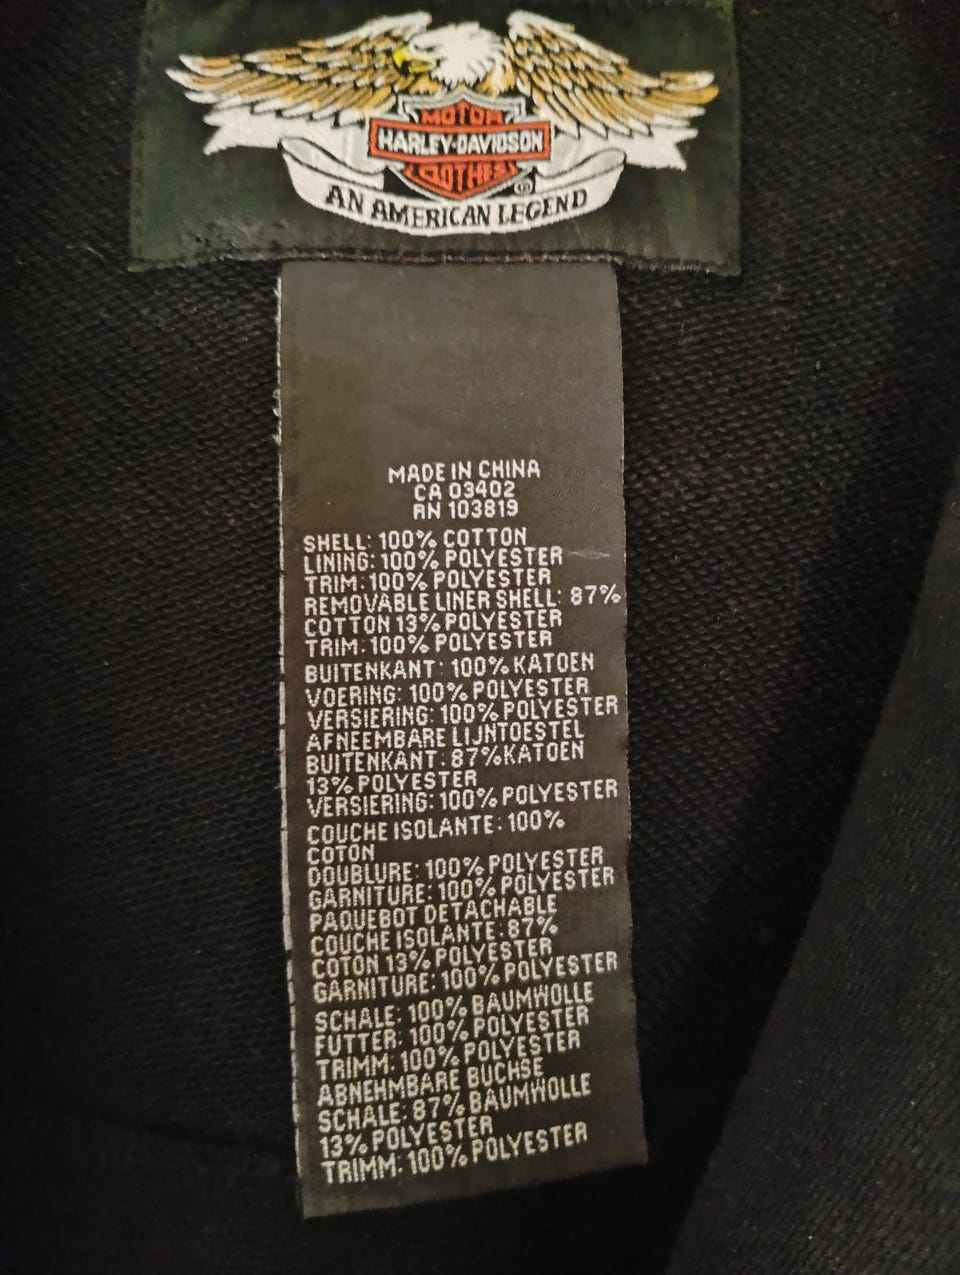 MOTOR
HARLEY-DAVIDSON
CLOTHES
®
AN AMERICAN LEGEND
MADE IN CHINA
CA 03402
RN 103819
SHELL: 100% COTTON
LINING: 100% POLYESTER
TRIM: 100% POLYESTER
REMOVABLE LINER SHELL: 87%
COTTON 13% POLYESTER
TRIM: 100% POLYESTER
BUITENKANT: 100% KATOEN
VOERING: 100% POLYESTER
VERSIERING: 100% POLYESTER
AFNEEMBARE LIJNTOESTEL
BUITENKANT: 87% KATOEN
13% POLYESTER
VERSIERING: 100% POLYESTER
COUCHE ISOLANTE: 100%
COTON
DOUBLURE: 100% POLYESTER
GARNITURE: 100% POLYESTER
PAQUEBOT DETACHABLE
COUCHE ISOLANTE: 87%
COTON 13% POLYESTER
GARNITURE: 100% POLYESTER
SCHALE: 100% BAUMWOLLE
FUTTER: 100% POLYESTER
TRIMM: 100% POLYESTER
ABNEHMBARE BUCHSE
SCHALE: 87% BAUMWOLLE
13% POLYESTER
TRIMM: 100% POLYESTER